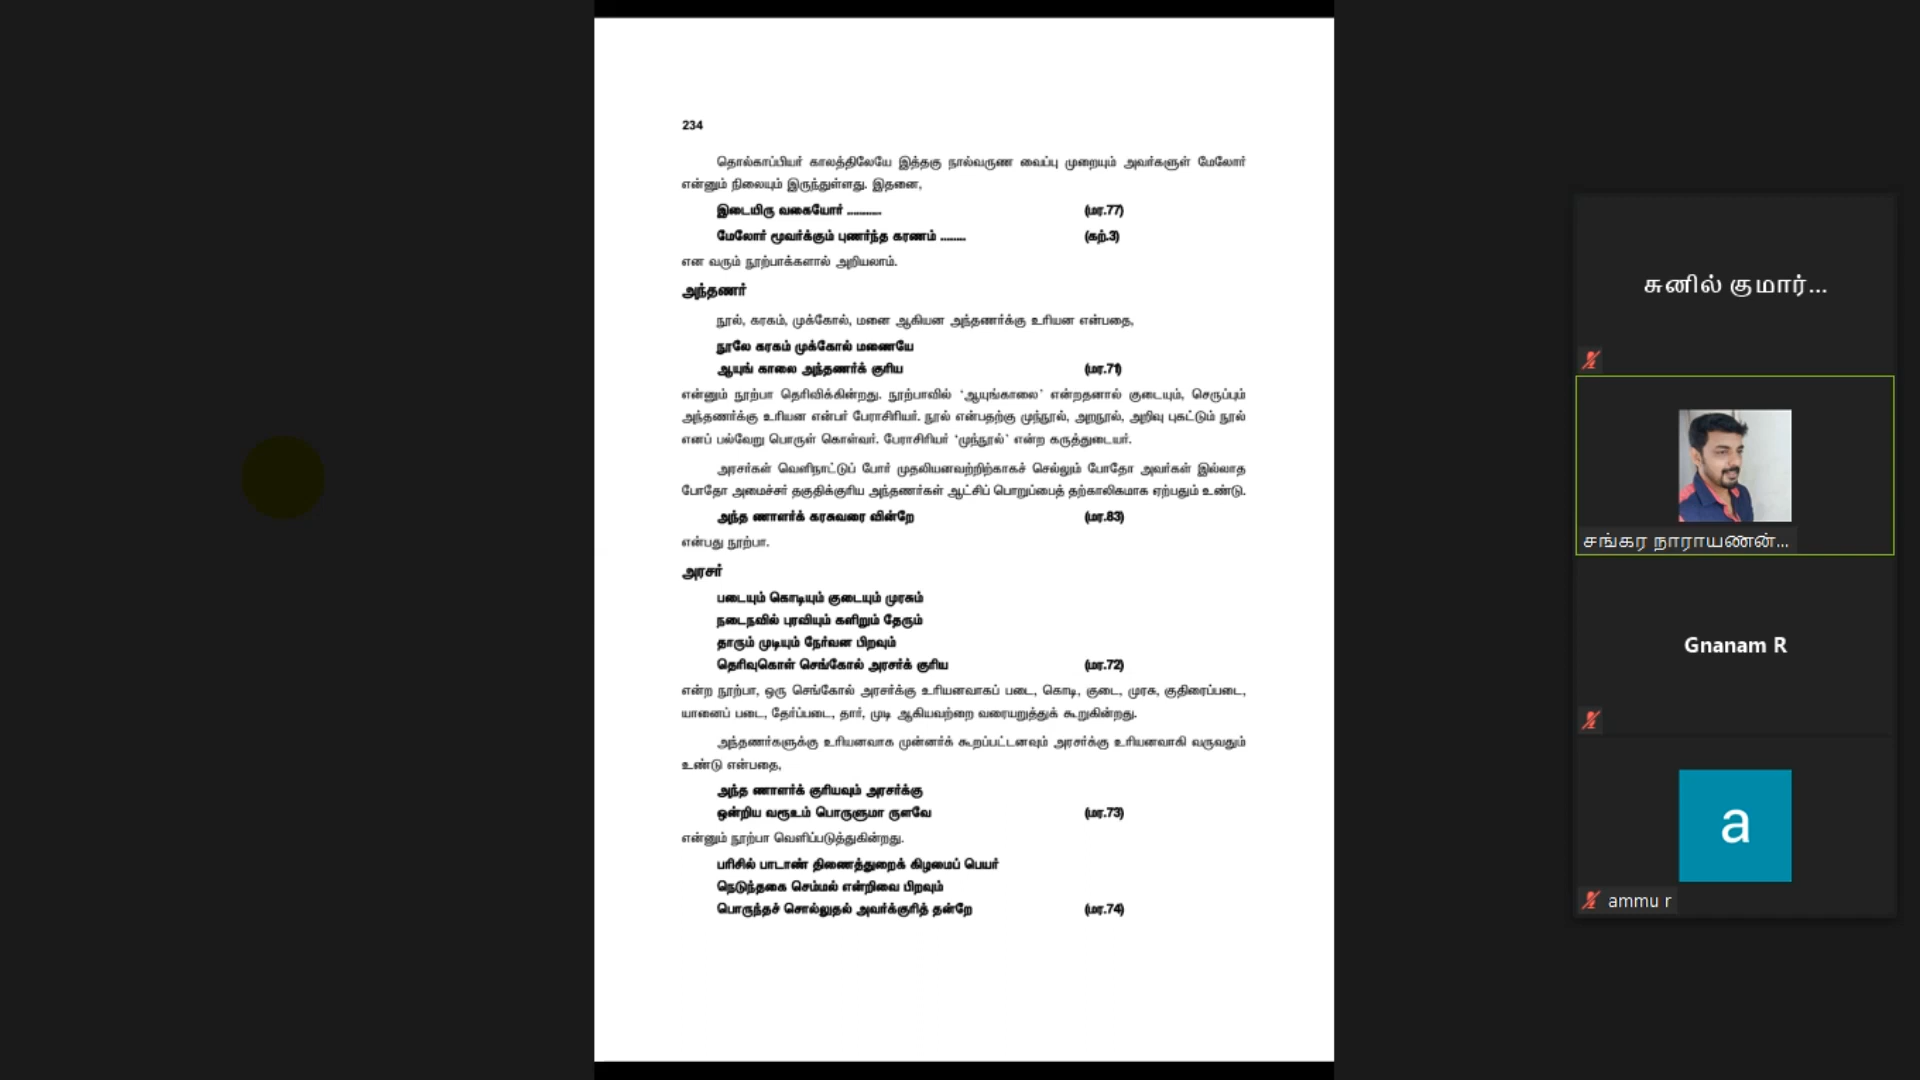 234
தொல்காப்பியர் காலத்திலேயே இத்தகு நால்வருண வைப்பு முறையும் அவர்களுள் மேலோர்
என்னும் நிலையும் இருந்துள்ளது. இதனை,
இடையிரு வகையோர் ........... (மர.77)
மேலோர் மூவர்க்கும் புணர்ந்த கரணம் ........ (கற்.3)
என வரும் நூற்பாக்களால் அறியலாம்.
அந்தணர்
நூல், கரகம், முக்கோல், மனை ஆகியன அந்தணர்க்கு உரியன என்பதை,
நூலே கரகம் முக்கோல் மணையே
ஆயுங் காலை அந்தணர்க் குரிய (மர.71)
என்னும் நூற்பா தெரிவிக்கின்றது. நூற்பாவில் ‘ஆயுங்காலை’ என்றதனால் குடையும், செருப்பும்
அந்தணர்க்கு உரியன என்பர் பேராசிரியர். நூல் என்பதற்கு முந்நூல், அறநூல், அறிவு புகட்டும் நூல்
எனப் பல்வேறு பொருள் கொள்வர். பேராசிரியர் ‘முந்நூல்’ என்ற கருத்துடையர்.
அரசர்கள் வெளிநாட்டுப் போர் முதலியனவற்றிற்காகச் செல்லும் போதோ அவர்கள் இல்லாத
போதோ அமைச்சர் தகுதிக்குரிய அந்தணர்கள் ஆட்சிப் பொறுப்பைத் தற்காலிகமாக ஏற்பதும் உண்டு.
அந்த ணாளர்க் கரசுவரை வின்றே (மர.83)
என்பது நூற்பா.
அரசர்
படையும் கொடியும் குடையும் முரசும்
நடைநவில் புரவியும் களிறும் தேரும்
தாரும் முடியும் நேர்வன பிறவும்
தெரிவுகொள் செங்கோல் அரசர்க் குரிய (மர.72)
என்ற நூற்பா, ஒரு செங்கோல் அரசர்க்கு உரியனவாகப் படை, கொடி, குடை, முரசு, குதிரைப்படை,
யானைப் படை, தேர்ப்படை, தார், முடி ஆகியவற்றை வரையறுத்துக் கூறுகின்றது.
அந்தணர்களுக்கு உரியனவாக முன்னர்க் கூறப்பட்டனவும் அரசர்க்கு உரியனவாகி வருவதும்
உண்டு என்பதை,
அந்த ணாளர்க் குரியவும் அரசர்க்கு
ஒன்றிய வரூஉம் பொருளுமா ருளவே (மர.73)
என்னும் நூற்பா வெளிப்படுத்துகின்றது.
பரிசில் பாடாண் திணைத்துறைக் கிழமைப் பெயர்
நெடுந்தகை செம்மல் என்றிவை பிறவும்
பொருந்தச் சொல்லுதல் அவர்க்குரித் தன்றே (மர.74)
சுனில் குமார்...
சங்கர நாராயணன்...
Gnanam R
a
ammu r